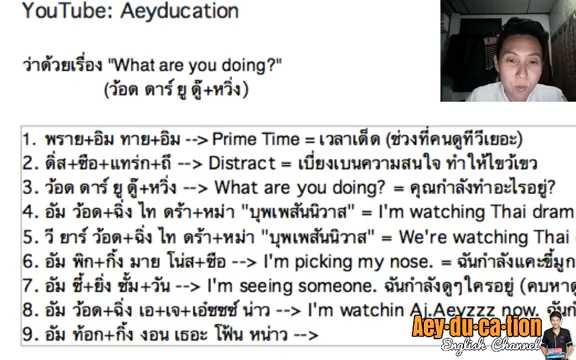 YouTube: Aeyducation
ว่าด้วยเรื่อง "What are you doing?"
(ว้อด ดาร์ ยู ดู๊+หวิ่ง)
1. พราย+อิม ทาย+อิม --> Prime Time = เวลาเด็ด (ช่วงที่คนดูทีวีเยอะ)
2. ดิ่ส+ซือ+แทร่ก+ถึ --> Distract = เบี่ยงเบนความสนใจ ทำให้ไขว้เขว
3. ว้อด ดาร์ ยู ดู๊+หวิ่ง --> What are you doing? = คุณกำลังทำอะไรอยู่?
4. อัม ว้อด+ฉิ่ง ไท ดร้า+หม่า "บุพเพสันนิวาส" = I'm watching Thai dram
5. วี ยาร์ ว้อด+ฉิ่ง ไท ดร้า+หม่า "บุพเพสันนิวาส" = We're watching Thai
6. อัม พิก+กิ้ง มาย โน่ส+ซือ --> I'm picking my nose. = ฉันกำลังแคะขี้มูก
7. อัม ซี้+ยิ่ง ซั้ม+วัน --> I'm seeing someone. ฉันกำลังดูๆใครอยู่ (คบหาดู
8. อัม ว้อด+ฉิ่ง เอ+เจ+เอ๋ซซซ์ น่าว --> I'm watchin Aj.Aeyzzz now.
9. อัม ท้อก+กิ้ง งอน เธอะ โฟ้น หน่าว -->
Aey·du·ca·tion
English Channel